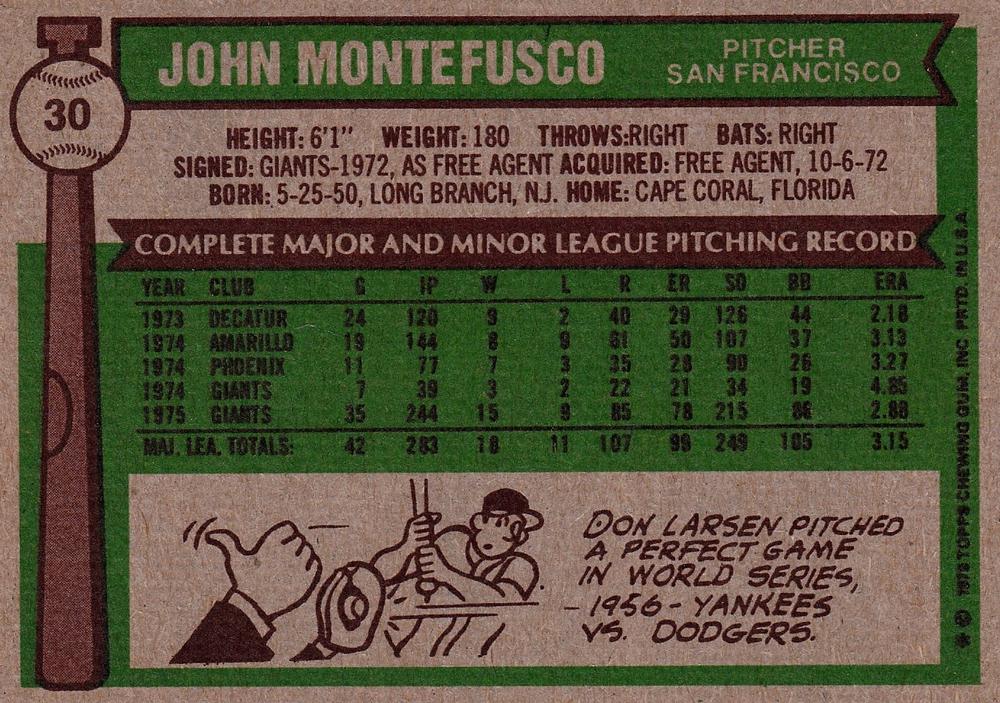 30
JOHN MONTEFUSCO
PITCHER
SAN FRANCISCO
HEIGHT: 6'1" WEIGHT: 180 THROWS:RIGHT BATS: RIGHT
SIGNED: GIANTS-1972, AS FREE AGENT ACQUIRED: FREE AGENT, 10-6-72
BORN: 5-25-50, LONG BRANCH, N.J. HOME: CAPE CORAL, FLORIDA
COMPLETE MAJOR AND MINOR LEAGUE PITCHING RECORD
YEAR CLUB G IP W L R ER SO BB ERA
1973 DECATUR 24 120 9 2 40 29 126 44 2.18
1974 AMARILLO 19 144 8 9 61 50 107 37 3.13
1974 PHOENIX 11 77 7 3 35 28 90 26 3.27
1974 GIANTS 7 39 3 2 22 21 34 19 4.85
1975 GIANTS 35 244 15 9 85 78 215 86 2.88
MAJ. LEA. TOTALS: 42 283 18 11 107 99 249 105 3.15
DON LARSEN PITCHED
A PERFECT GAME
IN WORLD SERIES,
-1956- YANKEES
VS. DODGERS.
TOPPS CHEWING GUM, INC PRTD. IN U.S.A.